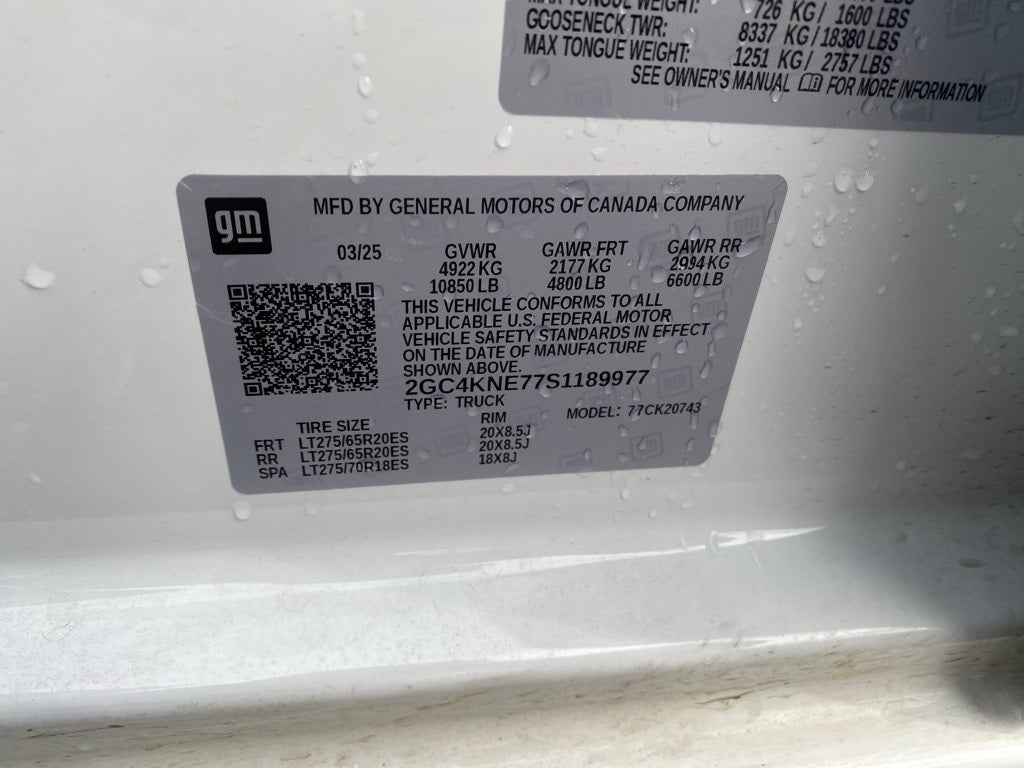 MAX TONGUE WEIGHT: 726 KG/ 1600 LBS
GOOSENECK TWR: 8337 KG/18380 LBS
MAX TONGUE WEIGHT: 1251 KG/ 2757 LBS
SEE OWNER'S MANUAL FOR MORE INFORMATION
gm
MFD BY GENERAL MOTORS OF CANADA COMPANY
03/25 GVWR GAWR FRT GAWR RR
4922 KG 2177 KG 2994 KG
10850 LB 4800 LB 6600 LB
THIS VEHICLE CONFORMS TO ALL
APPLICABLE U.S. FEDERAL MOTOR
VEHICLE SAFETY STANDARDS IN EFFECT
ON THE DATE OF MANUFACTURE
SHOWN ABOVE.
2GC4KNE77S1189977
TYPE: TRUCK MODEL: 77CK20743
TIRE SIZE RIM
FRT LT275/65R20ES 20X8.5J
RR LT275/65R20ES 20X8.5J
SPA LT275/70R18ES 18X8J